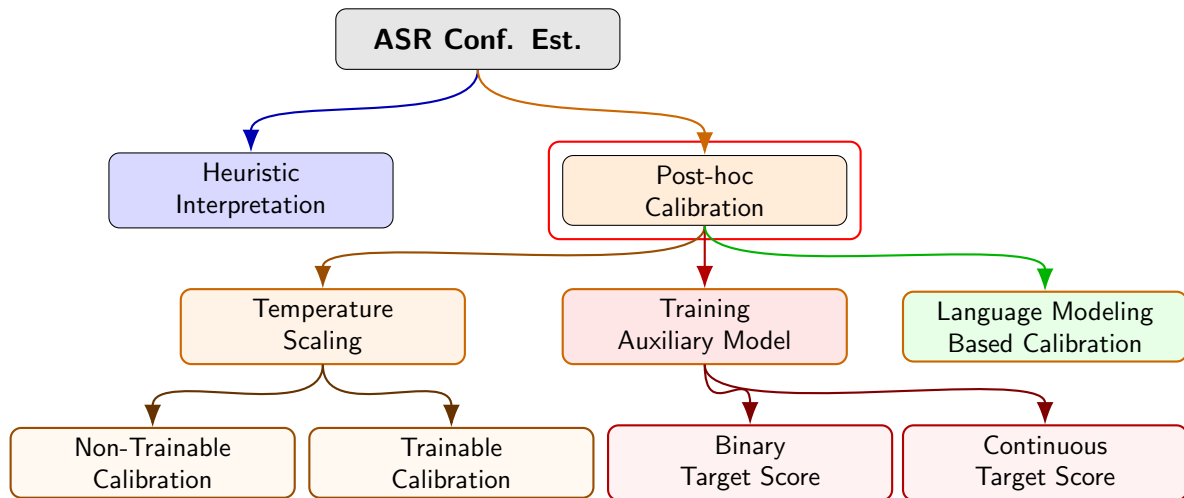 ASR Conf. Est.
Heuristic
Interpretation
Post-hoc
Calibration
Temperature
Scaling
Training
Auxiliary Model
Language Modeling
Based Calibration
Non-Trainable
Calibration
Trainable
Calibration
Binary
Target Score
Continuous
Target Score